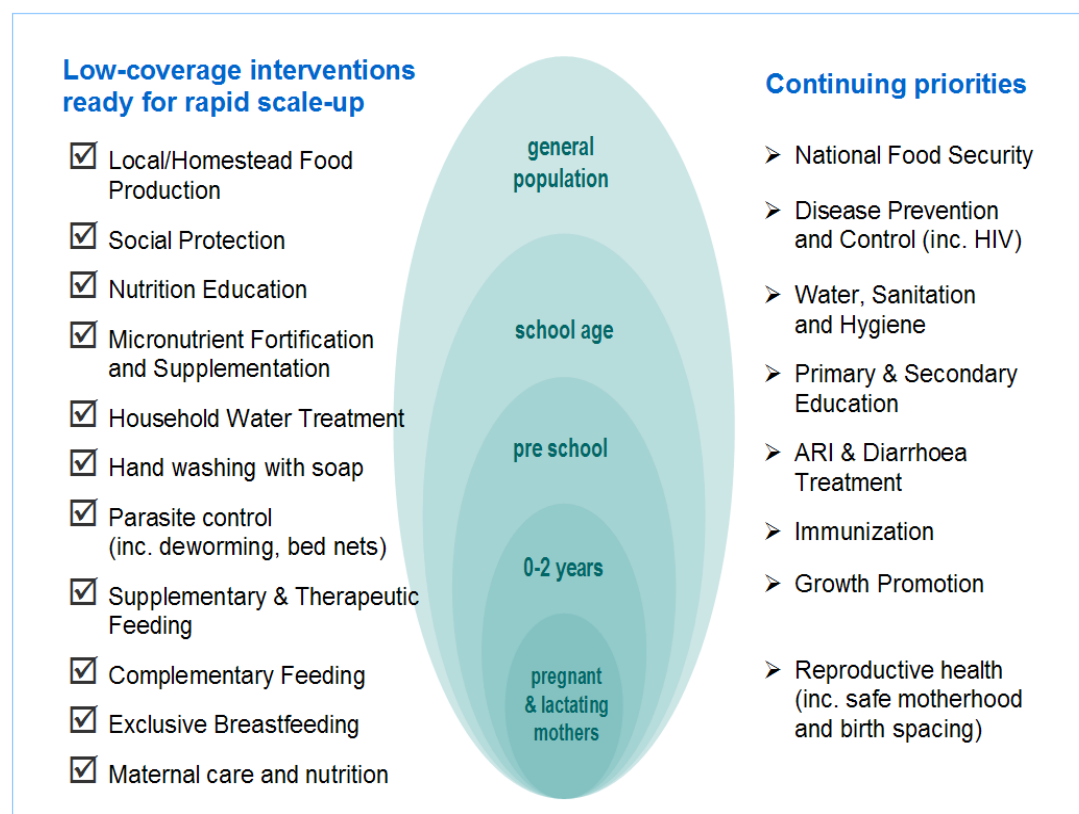 Low-coverage interventions
ready for rapid scale-up
Local/Homestead Food
Production
Social Protection
Nutrition Education
Micronutrient Fortification
and Supplementation
Household Water Treatment
Hand washing with soap
Parasite control
(inc. deworming, bed nets)
Supplementary & Therapeutic
Feeding
Complementary Feeding
Exclusive Breastfeeding
Maternal care and nutrition
general
population
school age
pre school
0-2 years
pregnant
& lactating
mothers
Continuing priorities
National Food Security
Disease Prevention
and Control (inc. HIV)
Water, Sanitation
and Hygiene
Primary & Secondary
Education
ARI & Diarrhoea
Treatment
Immunization
Growth Promotion
Reproductive health
(inc. safe motherhood
and birth spacing)